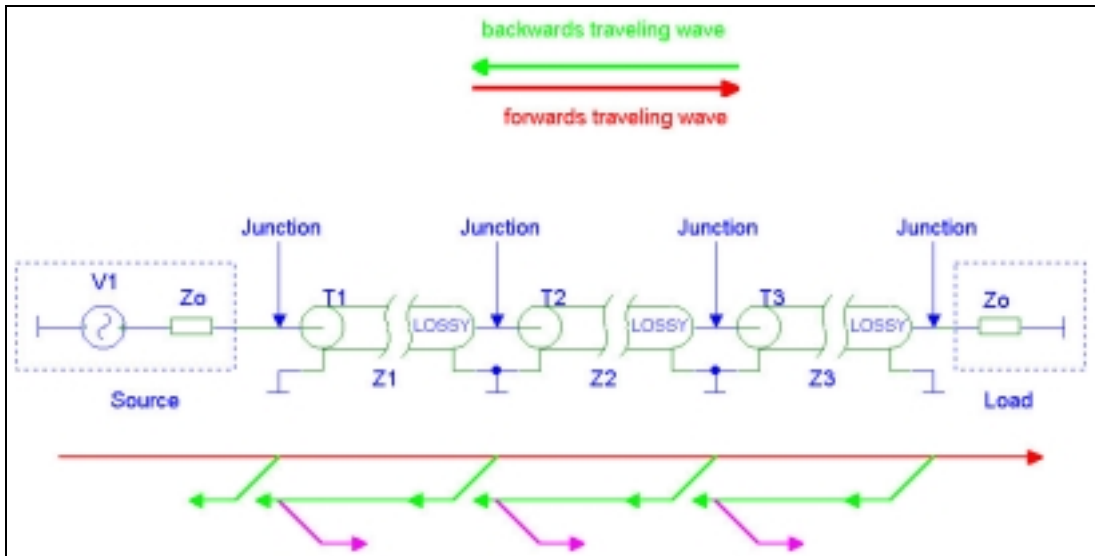 backwards traveling wave
forwards traveling wave
Junction Junction Junction Junction
V1 Zo T1 T2 T3 Zo
LOSSY LOSSY LOSSY
Z1 Z2 Z3
Source Load